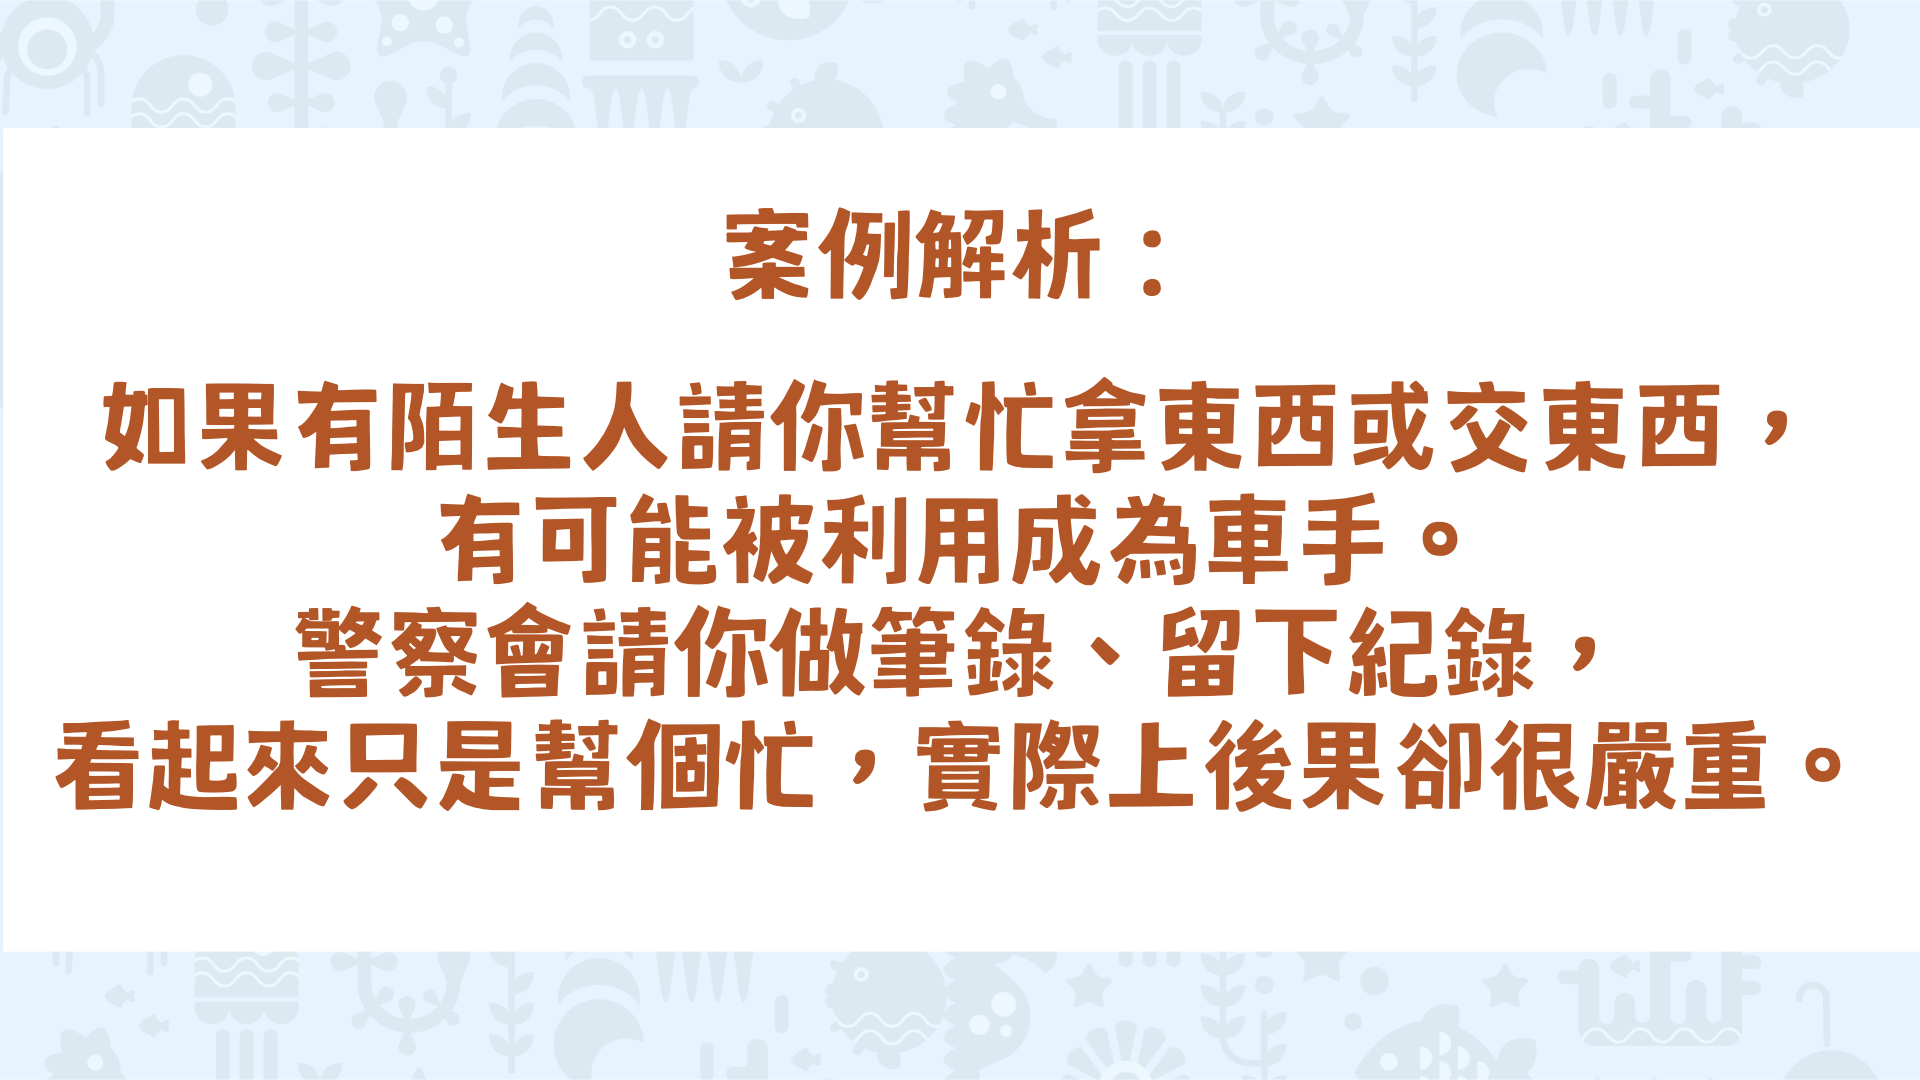 案例解析：
如果有陌生人請你幫忙拿東西或交東西，
有可能被利用成為車手。
警察會請你做筆錄、留下紀錄，
看起來只是幫個忙，實際上後果卻很嚴重。